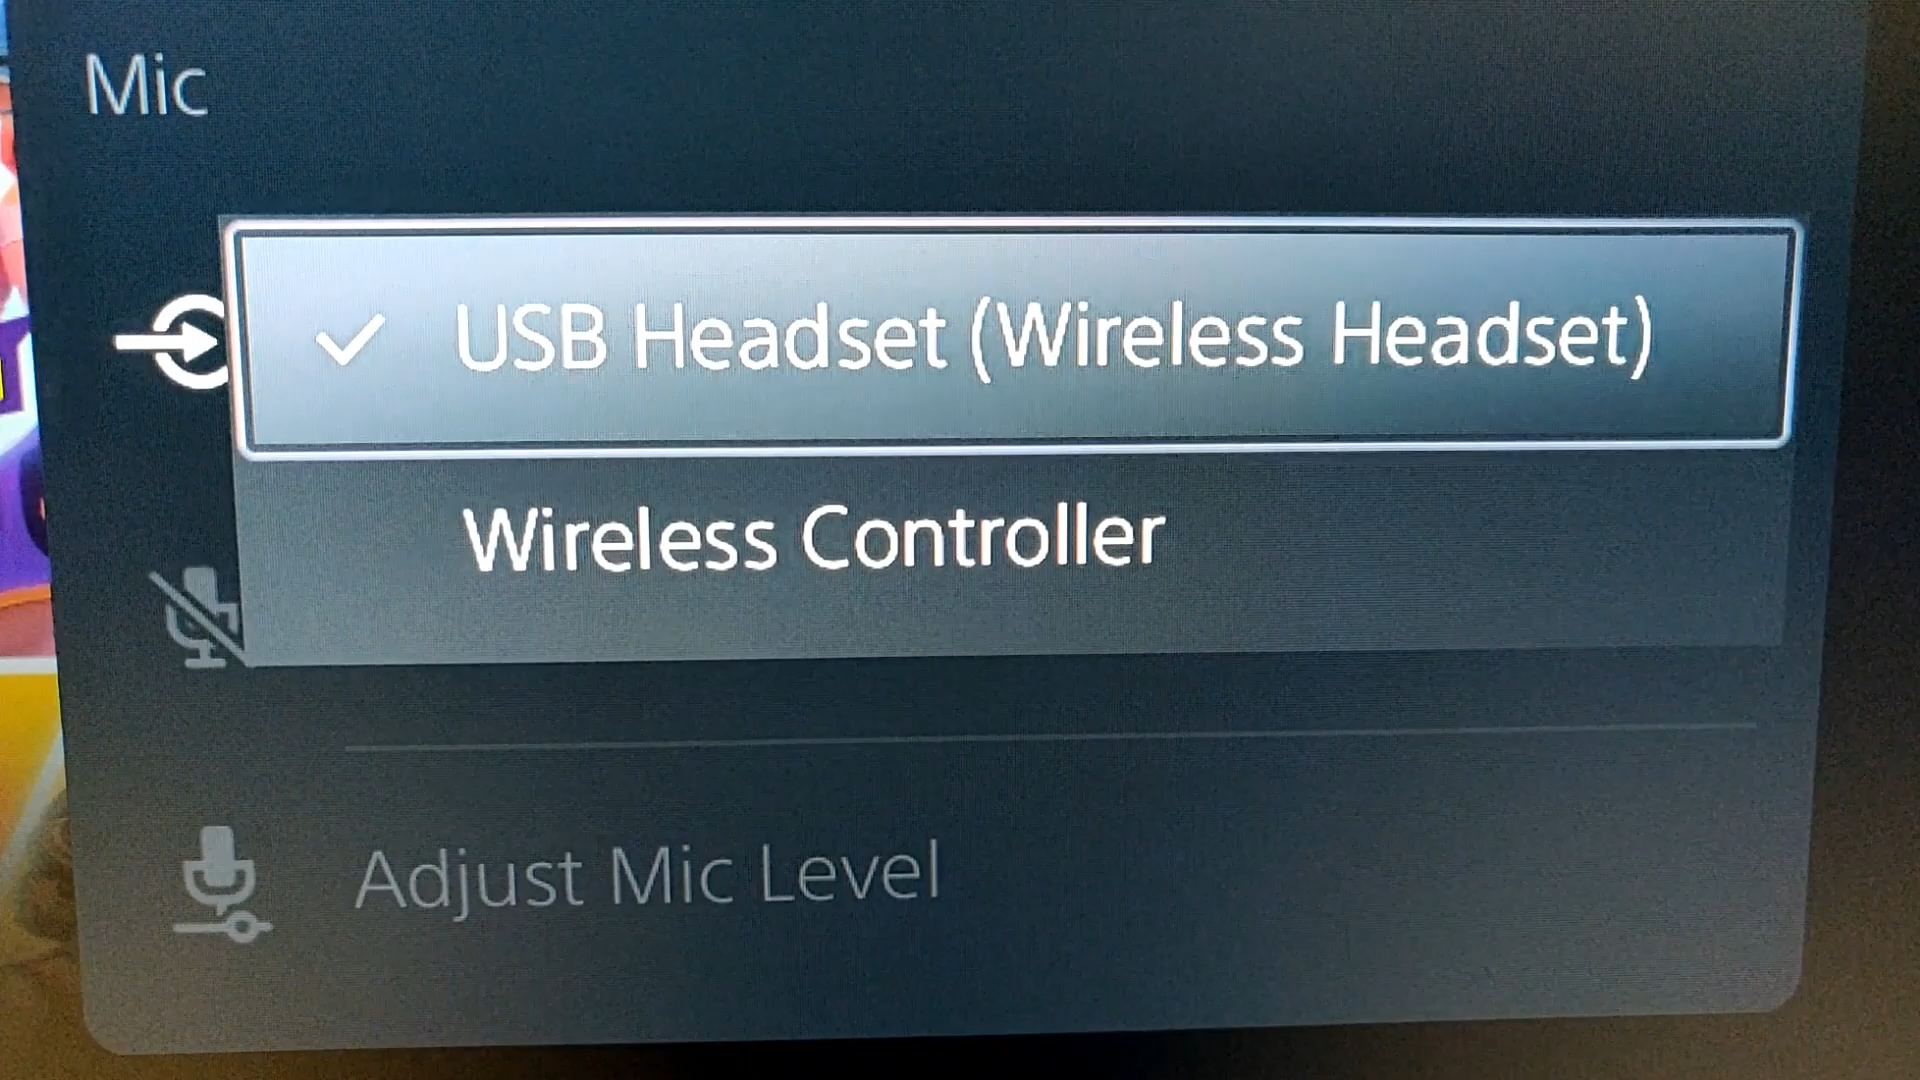 Mic
USB Headset (Wireless Headset)
Wireless Controller
Adjust Mic Level